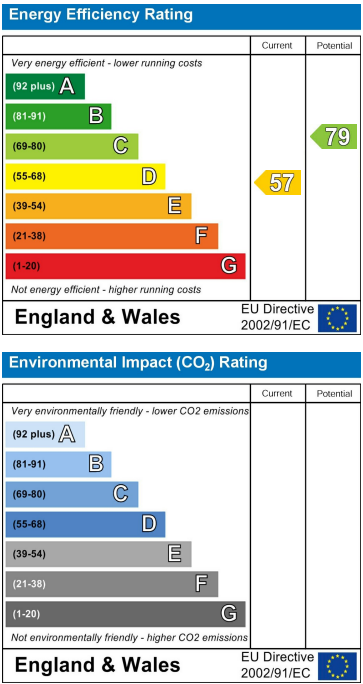 Energy Efficiency Rating
Current Potential
Very energy efficient - lower running costs
(92 plus) A
(81-91) B
(69-80) C
79
(55-68) D
57
(39-54) E
(21-38) F
(1-20) G
Not energy efficient - higher running costs
England & Wales
EU Directive
2002/91/EC
Environmental Impact (CO₂) Rating
Current Potential
Very environmentally friendly - lower CO2 emissions
(92 plus) A
(81-91) B
(69-80) C
(55-68) D
(39-54) E
(21-38) F
(1-20) G
Not environmentally friendly - higher CO2 emissions
England & Wales
EU Directive
2002/91/EC